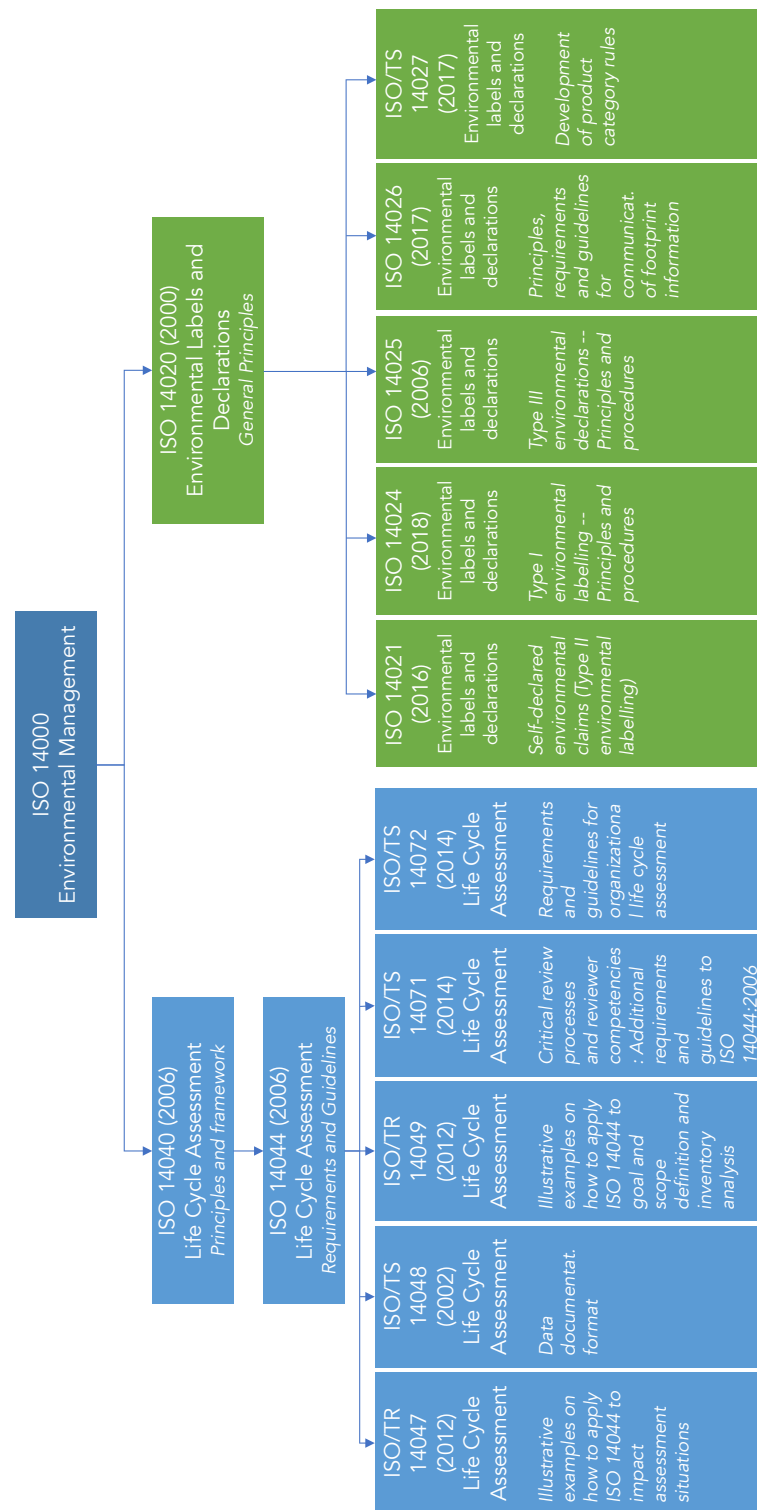 ISO 14000
Environmental Management
ISO 14040 (2006)
Life Cycle Assessment
Principles and framework
ISO 14020 (2000)
Environmental Labels and
Declarations
General Principles
ISO 14044 (2006)
Life Cycle Assessment
Requirements and Guidelines
ISO/TR
14047
(2012)
Life Cycle
Assessment
Illustrative
examples on
how to apply
ISO 14044 to
impact
assessment
situations
ISO/TS
14048
(2002)
Life Cycle
Assessment
Data
documentat.
format
ISO/TR
14049
(2012)
Life Cycle
Assessment
Illustrative
examples on
how to apply
ISO 14044 to
goal and
scope
definition and
inventory
analysis
ISO/TS
14071
(2014)
Life Cycle
Assessment
Critical review
processes
and reviewer
competencies
: Additional
requirements
and
guidelines to
ISO
14044:2006
ISO/TS
14072
(2014)
Life Cycle
Assessment
Requirements
and
guidelines for
organizationa
l life cycle
assessment
ISO 14021
(2016)
Environmental
labels and
declarations
Self-declared
environmental
claims (Type II
environmental
labelling)
ISO 14024
(2018)
Environmental
labels and
declarations
Type I
environmental
labelling --
Principles and
procedures
ISO 14025
(2006)
Environmental
labels and
declarations
Type III
environmental
declarations --
Principles and
procedures
ISO 14026
(2017)
Environmental
labels and
declarations
Principles,
requirements
and guidelines
for
communicat.
of footprint
information
ISO/TS
14027
(2017)
Environmental
labels and
declarations
Development
of product
category rules